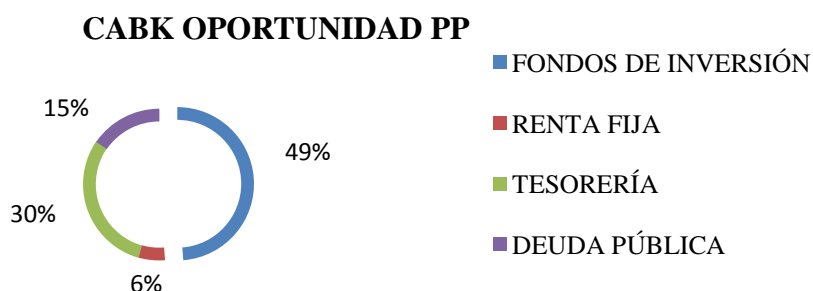 CABK OPORTUNIDAD PP
FONDOS DE INVERSIÓN
RENTA FIJA
TESORERÍA
DEUDA PÚBLICA
15%
49%
30%
6%